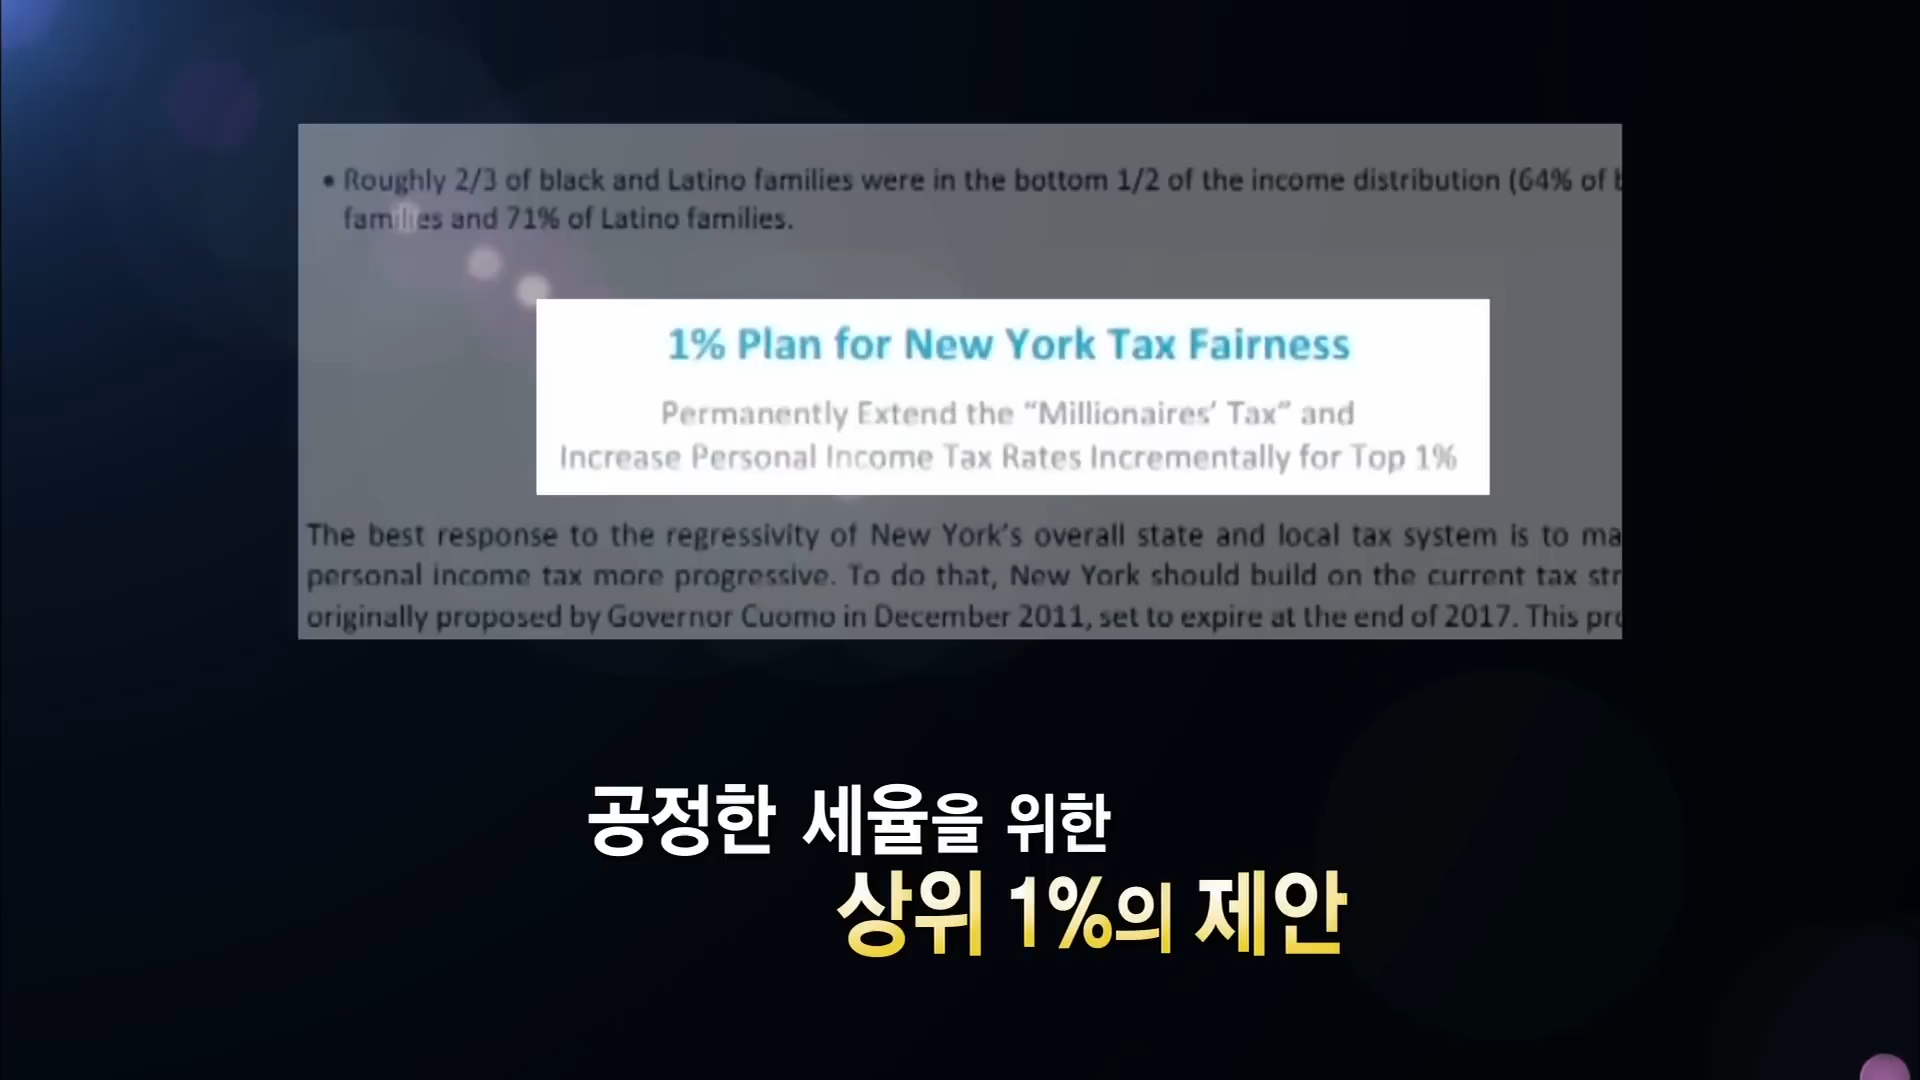 • Roughly 2/3 of black and Latino families were in the bottom 1/2 of the income distribution (64% of
families and 71% of Latino families.
1% Plan for New York Tax Fairness
Permanently Extend the “Millionaires’ Tax” and
Increase Personal Income Tax Rates Incrementally for Top 1%
The best response to the regressivity of New York’s overall state and local tax system is to
personal income tax more progressive. To do that, New York should build on the current tax
originally proposed by Governor Cuomo in December 2011, set to expire at the end of 2017. This
공정한 세율을 위한
상위 1%의 제안